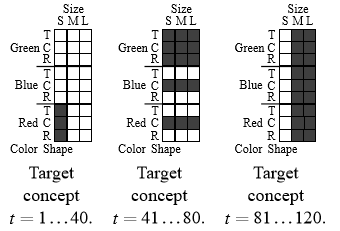 Size Size Size
S M L S M L S M L
T T T
Green C Green C Green C
R R R
T T T
Blue C Blue C Blue C
R R R
T T T
Red C Red C Red C
R R R
Color Shape Color Shape Color Shape
Target Target Target
concept concept concept
t = 1 . . . 40. t = 41 . . . 80. t = 81 . . . 120.